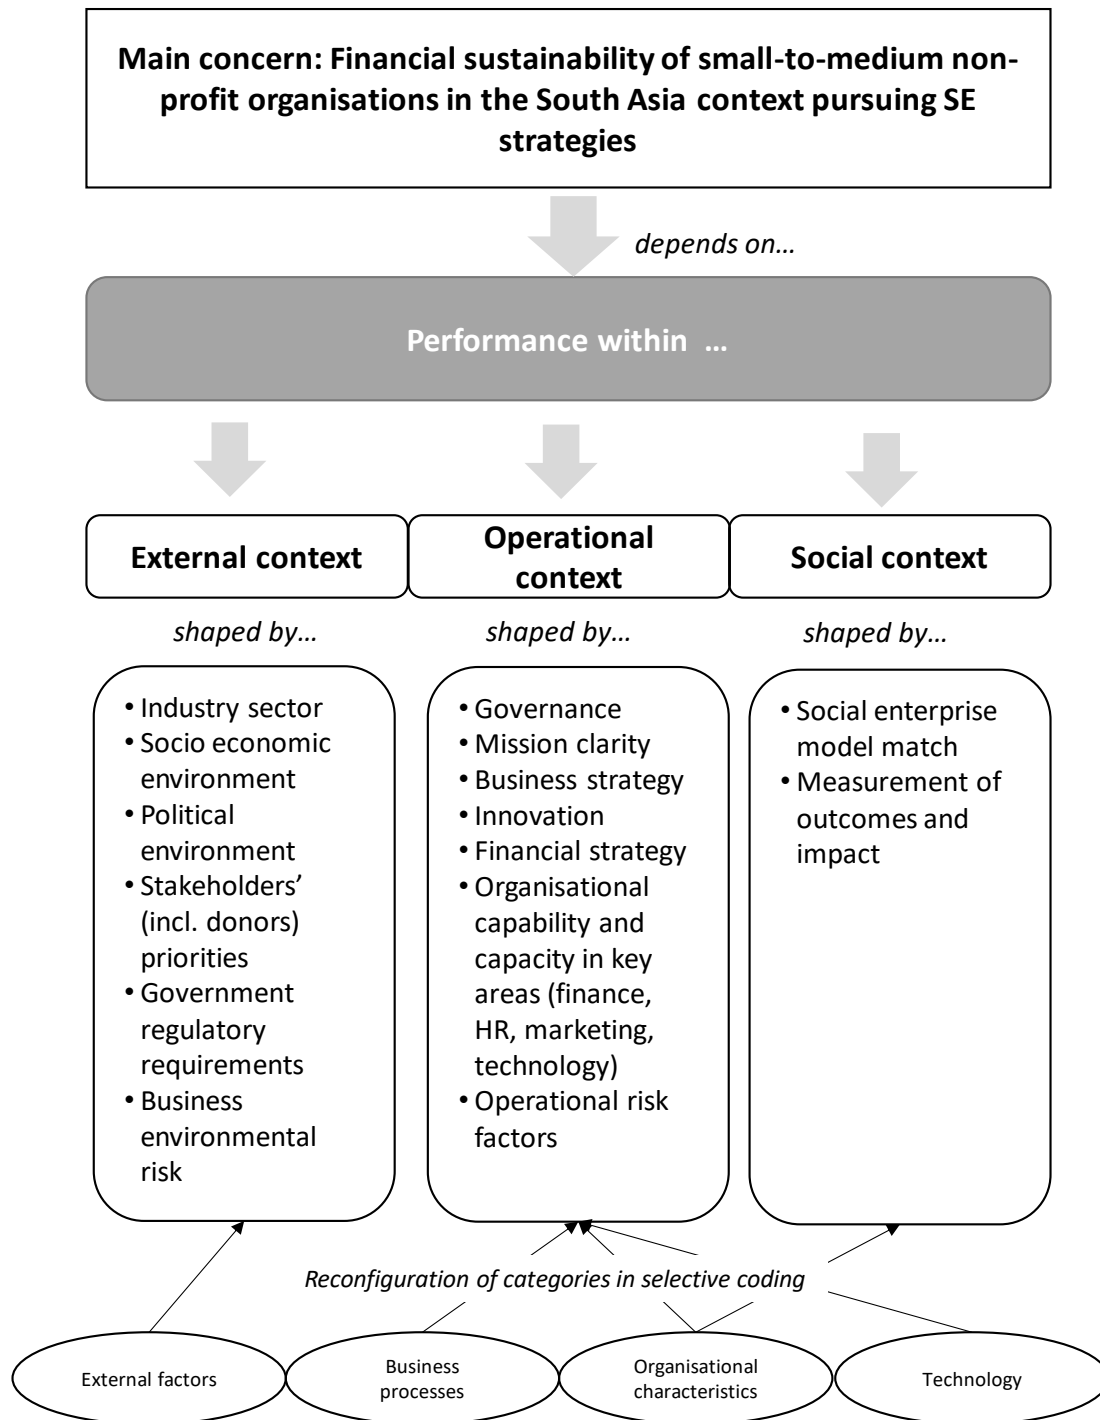 Main concern: Financial sustainability of small-to-medium non-
profit organisations in the South Asia context pursuing SE
strategies
depends on...
Performance within ...
External context
Operational
context
Social context
shaped by...
shaped by...
shaped by...
• Industry sector
• Socio economic
environment
• Political
environment
• Stakeholders’
(incl. donors)
priorities
• Government
regulatory
requirements
• Business
environmental
risk
• Governance
• Mission clarity
• Business strategy
• Innovation
• Financial strategy
• Organisational
capability and
capacity in key
areas (finance,
HR, marketing,
technology)
• Operational risk
factors
• Social enterprise
model match
• Measurement of
outcomes and
impact
Reconfiguration of categories in selective coding
External factors
Business
processes
Organisational
characteristics
Technology